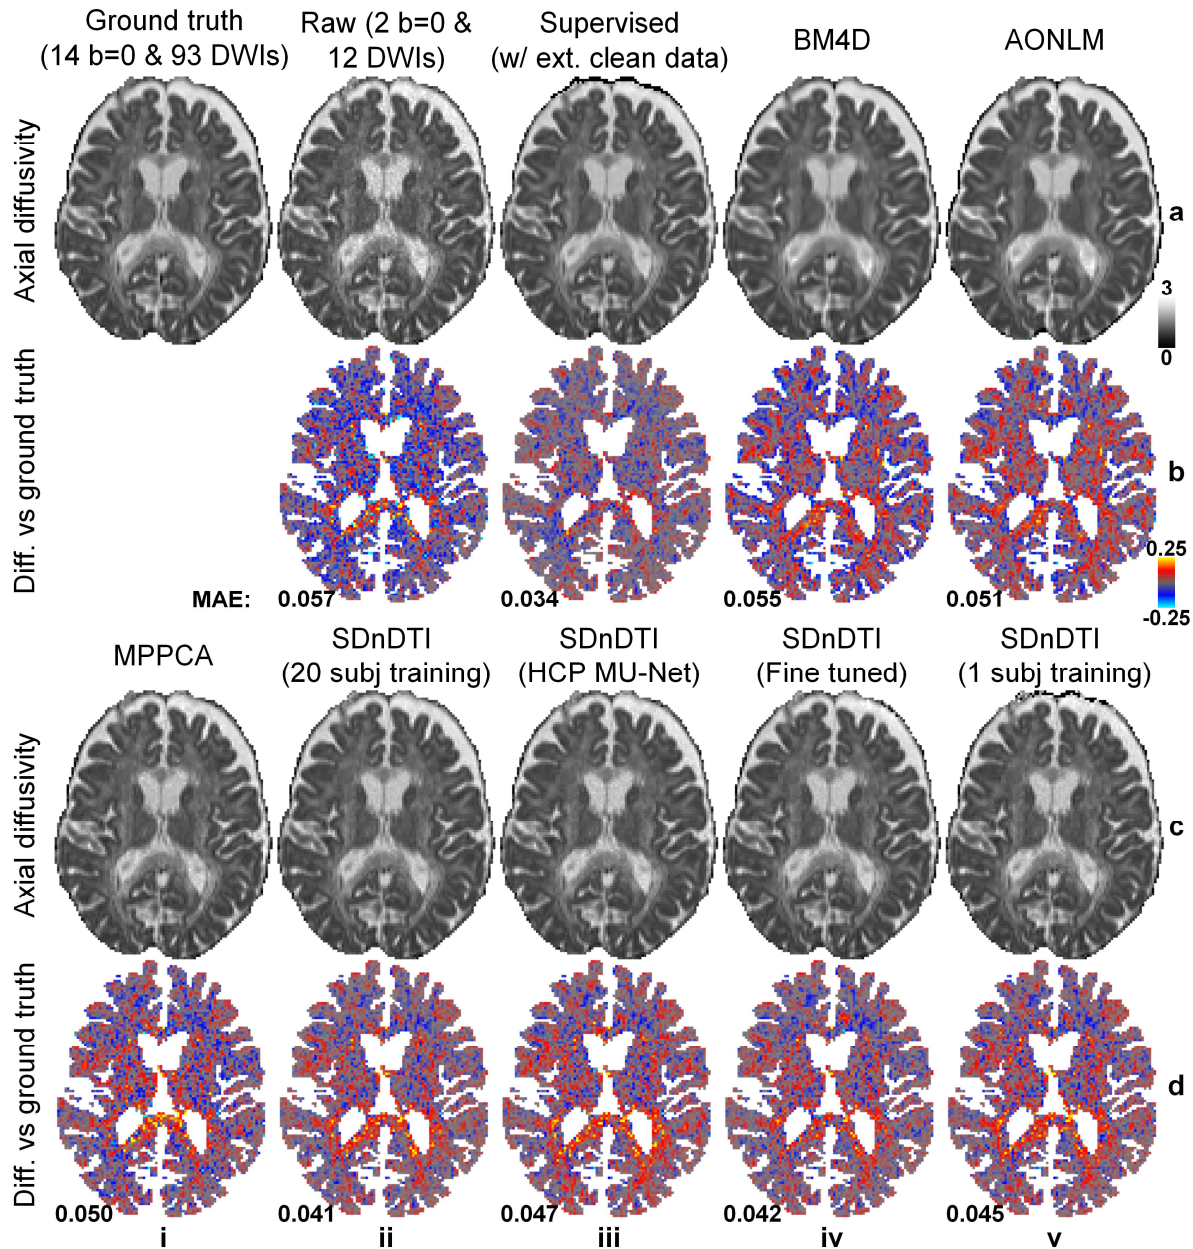 Ground truth
(14 b=0 & 93 DWIs)
Raw (2 b=0 &
12 DWIs)
Supervised
(w/ ext. clean data)
BM4D
AONLM
Axial diffusivity
a
3
0
Diff. vs ground truth
b
0.25
-0.25
MAE:
0.057
0.034
0.055
0.051
MPPCA
SDnDTI
(20 subj training)
SDnDTI
(HCP MU-Net)
SDnDTI
(Fine tuned)
SDnDTI
(1 subj training)
Axial diffusivity
c
Diff. vs ground truth
d
0.050
0.041
0.047
0.042
0.045
i
ii
iii
iv
v